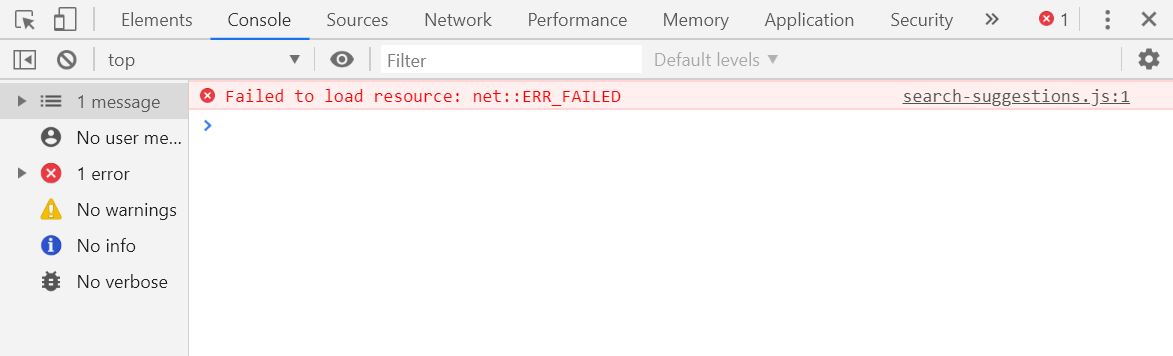 Elements Console Sources Network Performance Memory Application Security » 1
top Filter Default levels
1 message
Failed to load resource: net::ERR_FAILED search-suggestions.js:1
No user me...
1 error
No warnings
No info
No verbose